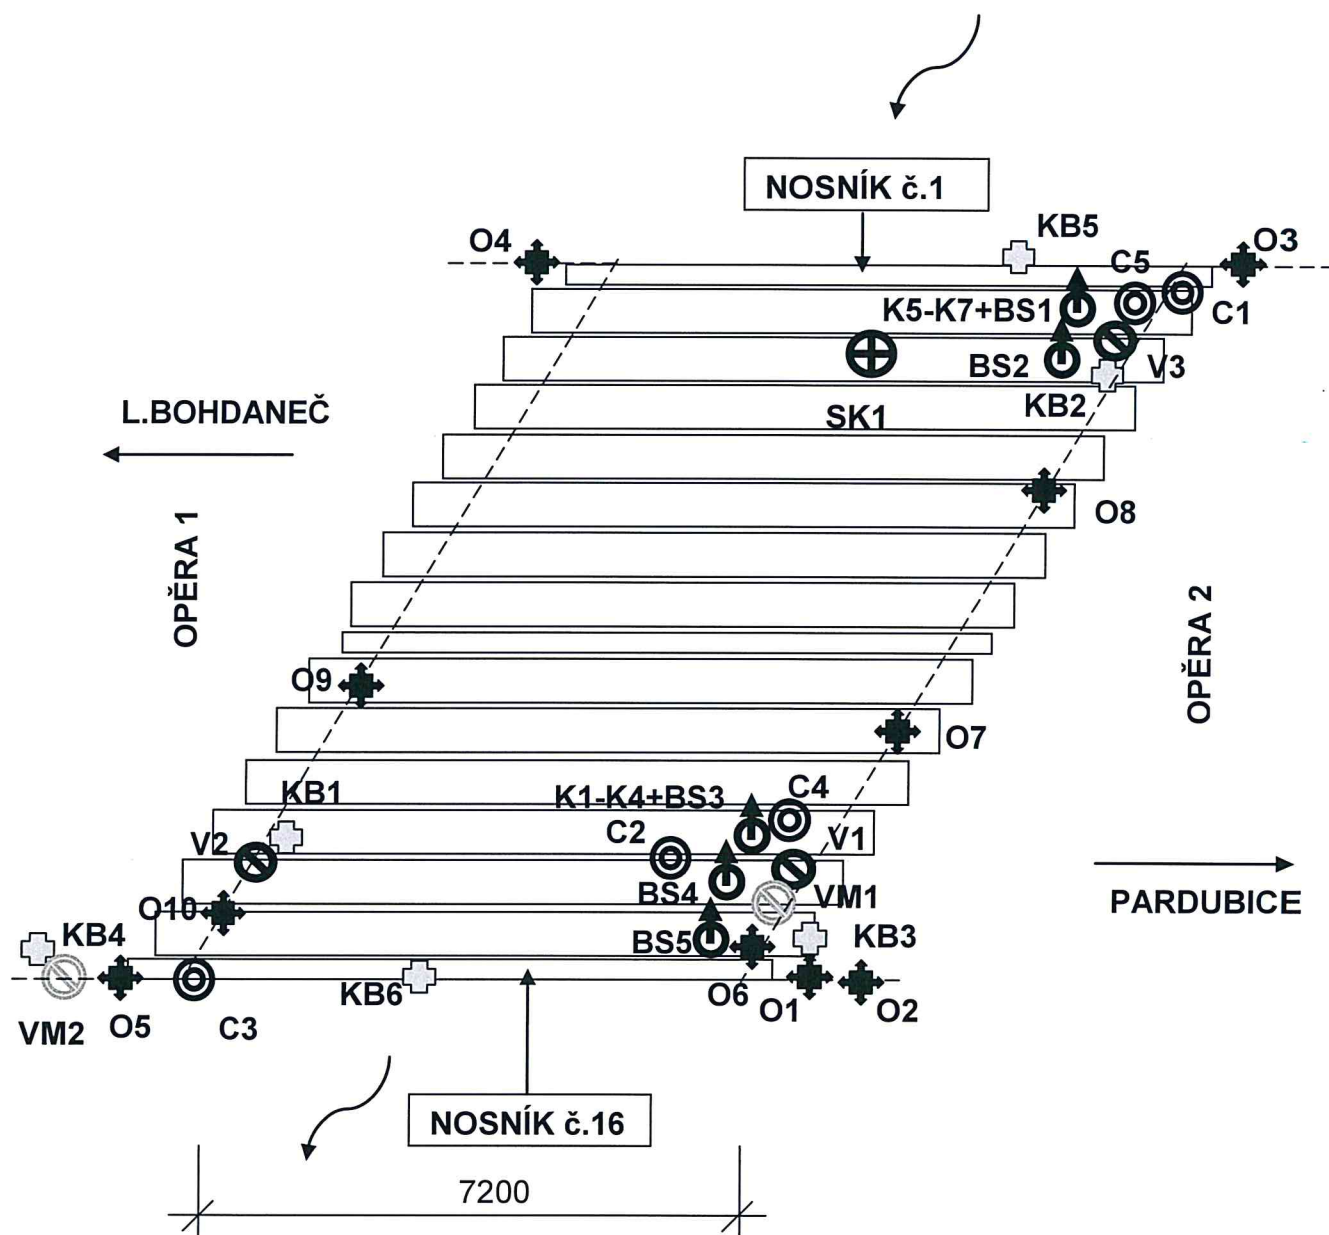 NOSNÍK č.1
KB5
O4
O3
C5
K5-K7+BS1
C1
BS2
V3
KB2
L.BOHDANEČ
SK1
O8
OPĚRA 1
OPĚRA 2
O9
O7
KB1
K1-K4+BS3
C4
C2
V2
V1
BS4
VM1
PARDUBICE
O10
KB4
BS5
KB3
KB6
O6
O1
O2
VM2
O5
C3
NOSNÍK č.16
7200